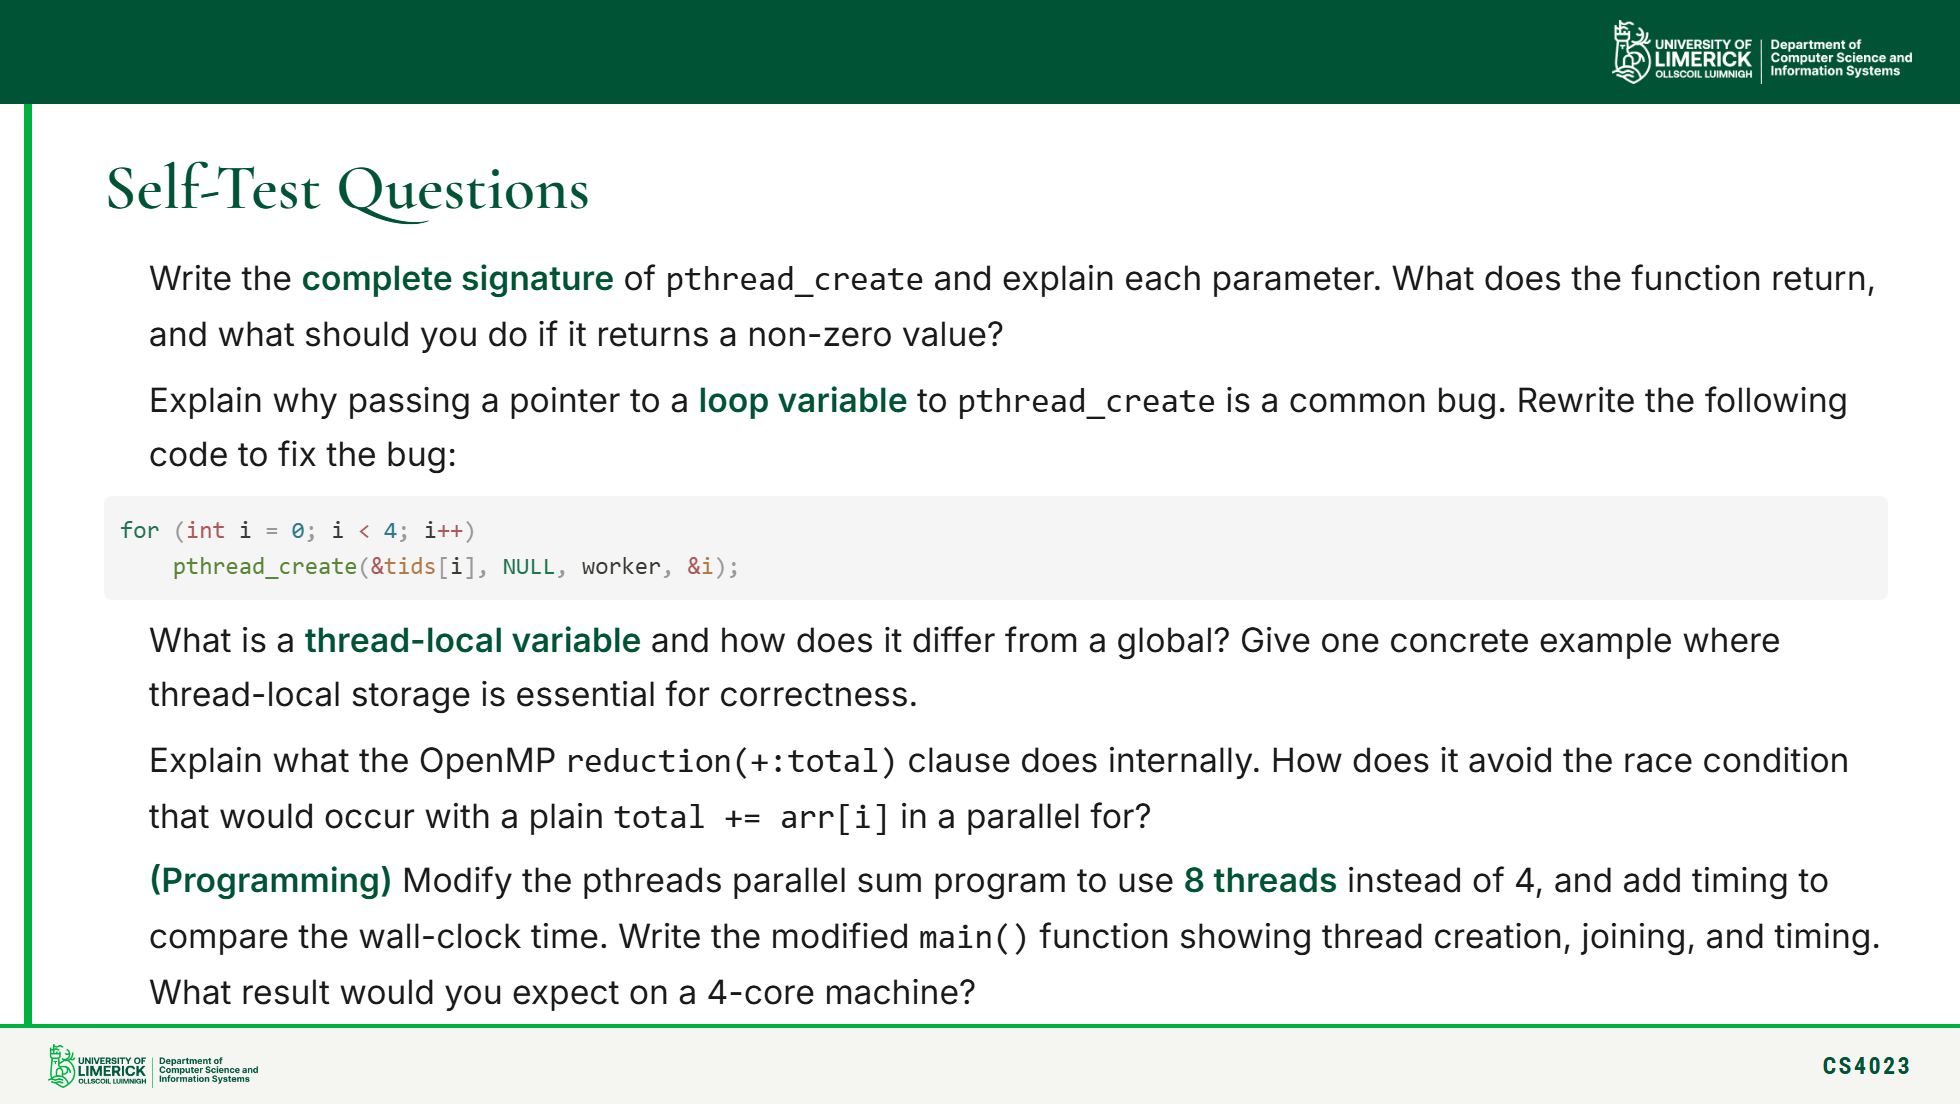 UNIVERSITY OF
LIMERICK
OLLSCOIL LUIMNIGH
Department of
Computer Science and
Information Systems
Self-Test Questions
Write the complete signature of pthread_create and explain each parameter. What does the function return,
and what should you do if it returns a non-zero value?
Explain why passing a pointer to a loop variable to pthread_create is a common bug. Rewrite the following
code to fix the bug:
for (int i = 0; i < 4; i++)
    pthread_create(&tids[i], NULL, worker, &i);
What is a thread-local variable and how does it differ from a global? Give one concrete example where
thread-local storage is essential for correctness.
Explain what the OpenMP reduction(+:total) clause does internally. How does it avoid the race condition
that would occur with a plain total += arr[i] in a parallel for?
(Programming) Modify the pthreads parallel sum program to use 8 threads instead of 4, and add timing to
compare the wall-clock time. Write the modified main() function showing thread creation, joining, and timing.
What result would you expect on a 4-core machine?
UNIVERSITY OF
LIMERICK
OLLSCOIL LUIMNIGH
Department of
Computer Science and
Information Systems
CS4023